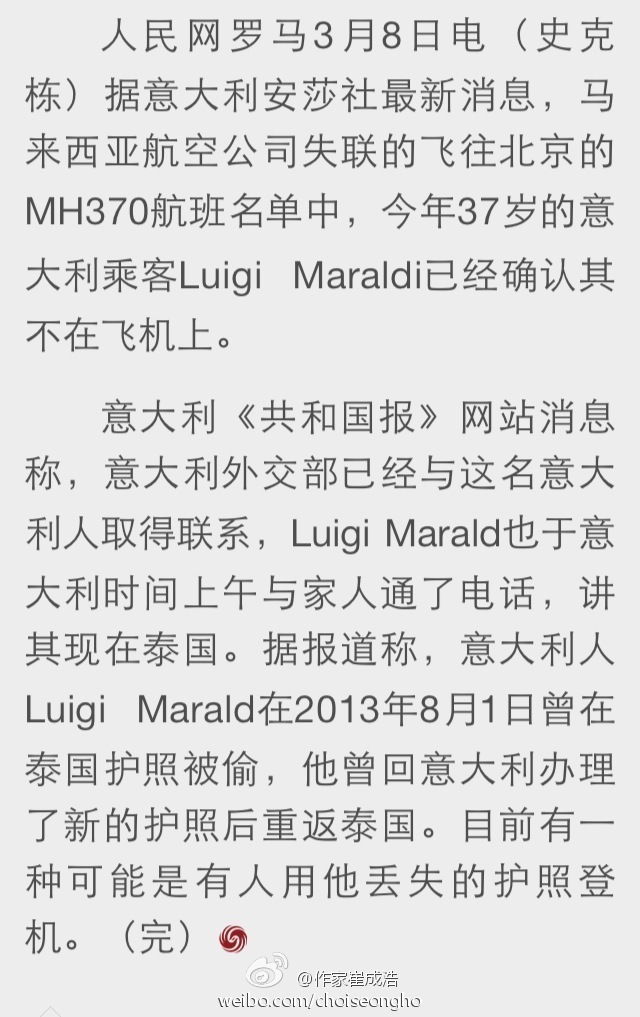 人民网罗马3月8日电（史克
栋）据意大利安莎社最新消息，马
来西亚航空公司失联的飞往北京的
MH370航班名单中，今年37岁的意
大利乘客Luigi Maraldi已经确认其
不在飞机上。
意大利《共和国报》网站消息
称，意大利外交部已经与这名意大
利人取得联系，Luigi Marald也于意
大利时间上午与家人通了电话，讲
其现在泰国。据报道称，意大利人
Luigi Marald在2013年8月1日曾在
泰国护照被偷，他曾回意大利办理
了新的护照后重返泰国。目前有一
种可能是有人用他丢失的护照登
机。（完）
@作家崔成浩
weibo.com/choiseongho